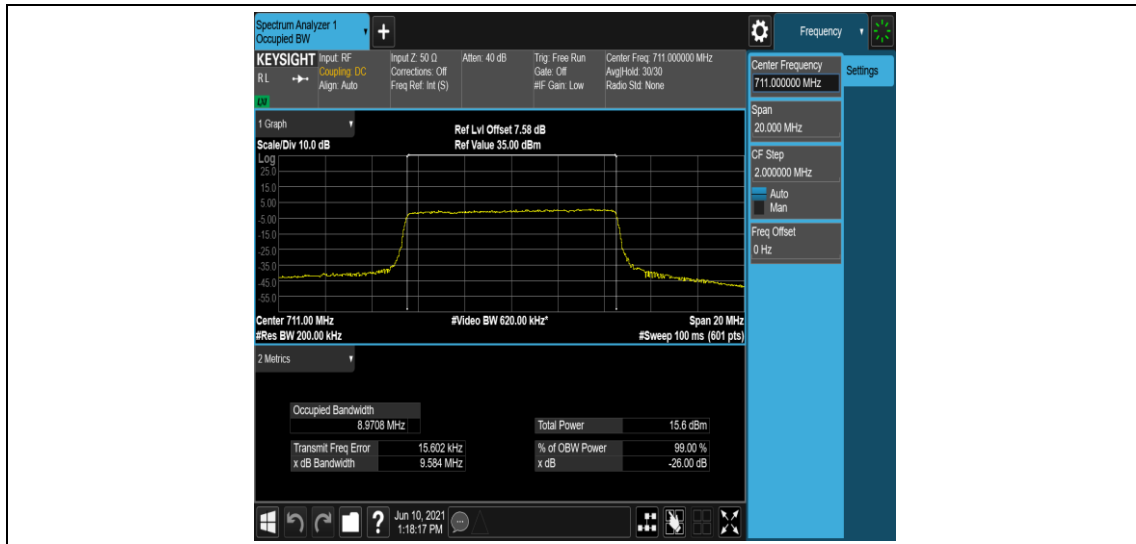 Spectrum Analyzer 1
Occupied BW
Frequency
KEYSIGHT
RL
Input: RF
Coupling: DC
Align: Auto
Input Z: 50 Ω
Corrections: Off
Freq Ref: Int (S)
Atten: 40 dB
Trig: Free Run
Gate: Off
#IF Gain: Low
Center Freq: 711.000000 MHz
Avg|Hold: 30/30
Radio Std: None
Center Frequency
711.000000 MHz
Settings
Span
20.000 MHz
CF Step
2.000000 MHz
Auto
Man
Freq Offset
0 Hz
1 Graph
Scale/Div 10.0 dB
Ref Lvl Offset 7.58 dB
Ref Value 35.00 dBm
Log
25.0
15.0
5.00
-5.00
-15.0
-25.0
-35.0
-45.0
-55.0
Center 711.00 MHz
#Video BW 620.00 kHz*
Span 20 MHz
#Res BW 200.00 kHz
#Sweep 100 ms (601 pts)
2 Metrics
Occupied Bandwidth
8.9708 MHz
Total Power 15.6 dBm
Transmit Freq Error 15.602 kHz
% of OBW Power 99.00 %
x dB Bandwidth 9.584 MHz
x dB -26.00 dB
?
Jun 10, 2021
1:18:17 PM